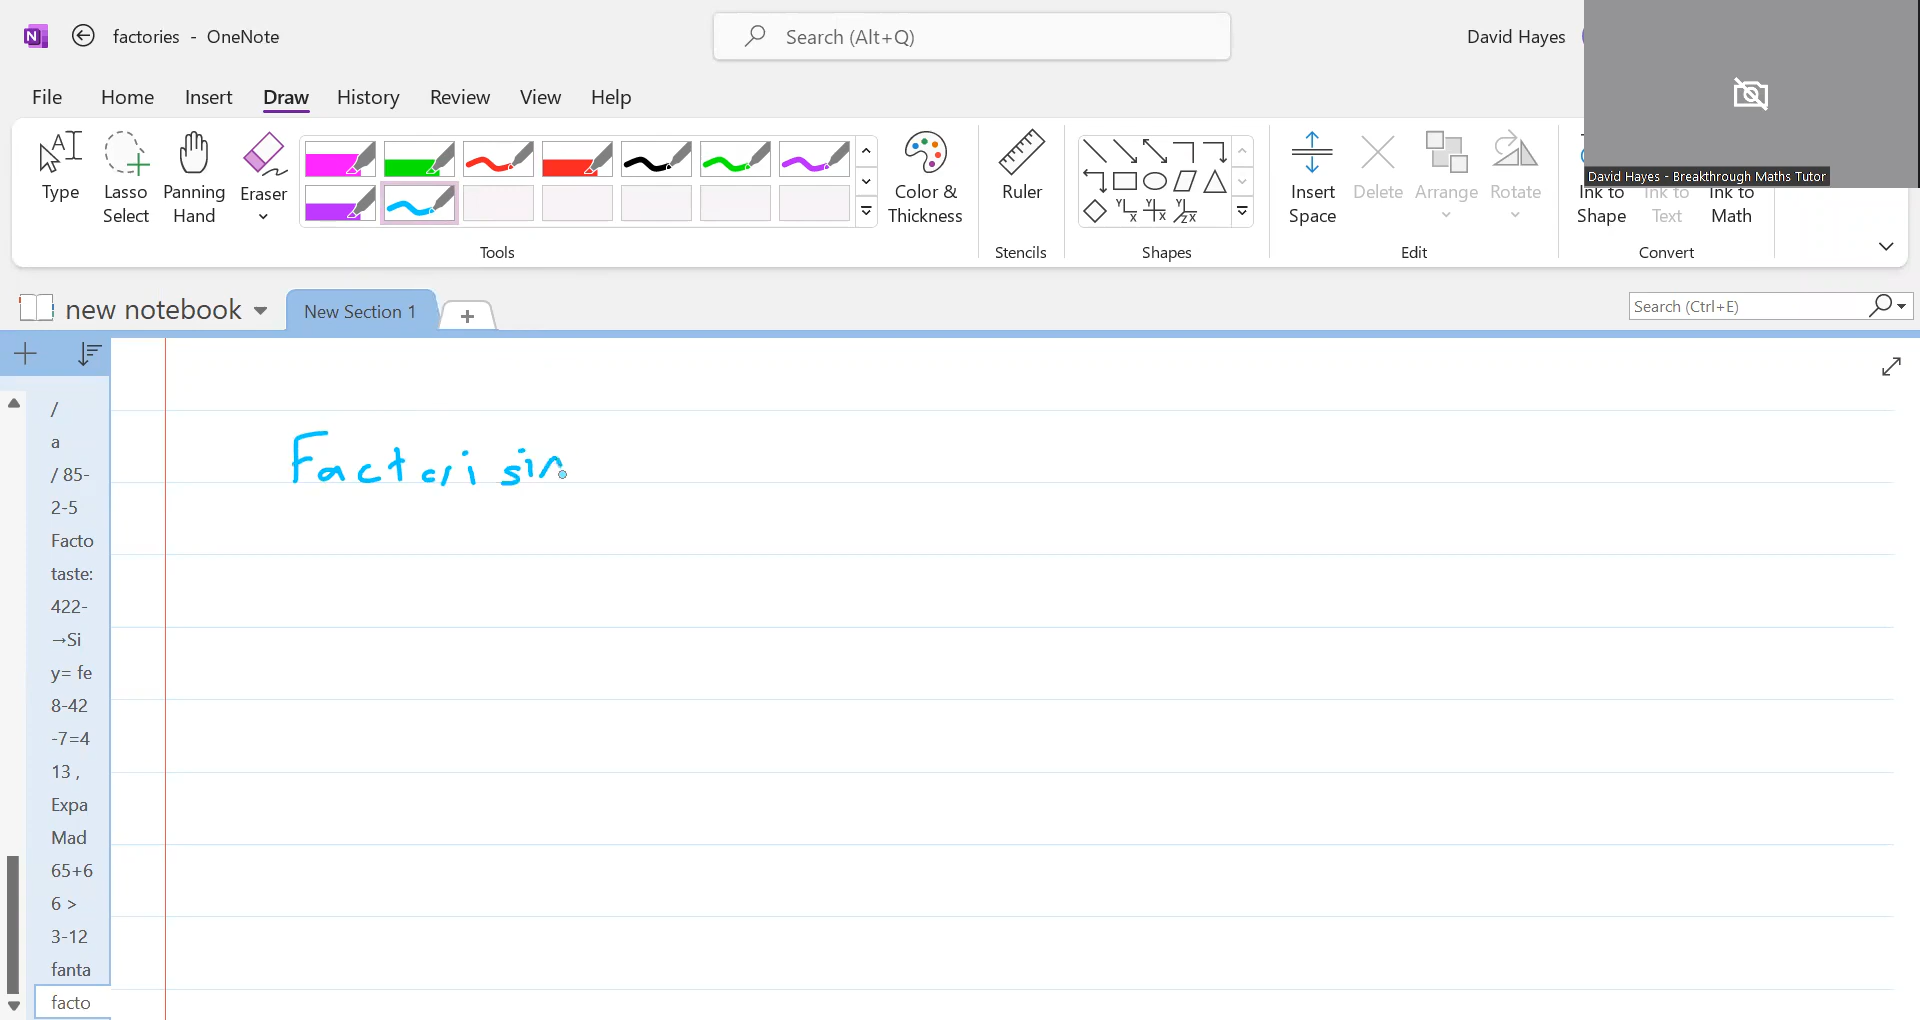 factories - OneNote
Search (Alt+Q)
David Hayes
File Home Insert Draw History Review View Help
Type
Lasso Select
Panning Hand
Eraser
Color & Thickness
Ruler
Insert Space
Delete
Arrange
Rotate
Ink to Shape
Ink to Text
Ink to Math
David Hayes - Breakthrough Maths Tutor
Tools
Stencils
Shapes
Edit
Convert
new notebook
New Section 1
Search (Ctrl+E)
/
a
/ 85-
2-5
Facto
taste:
422-
→Si
y= fe
8-42
-7=4
13 ,
Expa
Mad
65+6
6 >
3-12
fanta
facto
Factorisin